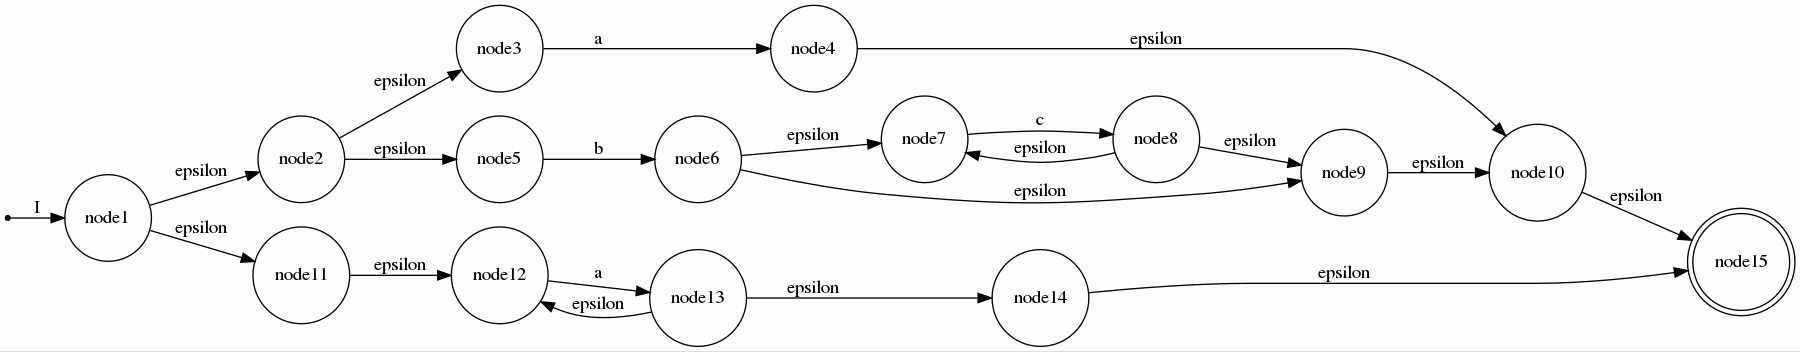 I
node1
epsilon
epsilon
node2
epsilon
epsilon
node3
a
node4
epsilon
node5
b
node6
epsilon
epsilon
node7
c
epsilon
node8
epsilon
node9
epsilon
node10
epsilon
node11
epsilon
node12
a
epsilon
node13
epsilon
node14
epsilon
node15